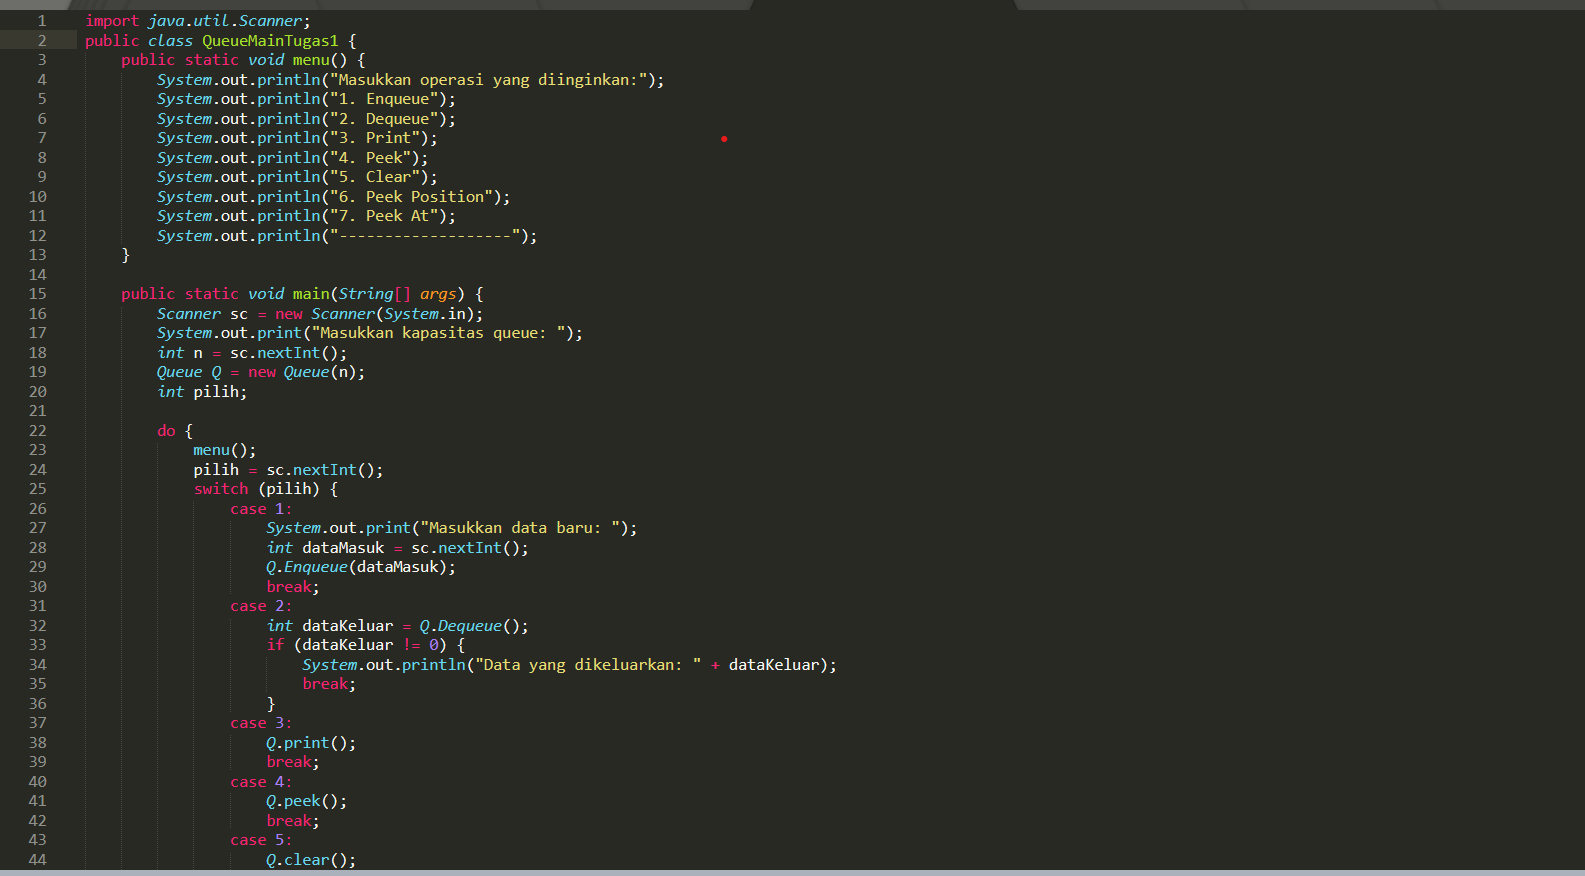 1 import java.util.Scanner;
2 public class QueueMainTugas1 {
3     public static void menu() {
4         System.out.println("Masukkan operasi yang diinginkan:");
5         System.out.println("1. Enqueue");
6         System.out.println("2. Dequeue");
7         System.out.println("3. Print");
8         System.out.println("4. Peek");
9         System.out.println("5. Clear");
10         System.out.println("6. Peek Position");
11         System.out.println("7. Peek At");
12         System.out.println("-------------------");
13     }
14
15     public static void main(String[] args) {
16         Scanner sc = new Scanner(System.in);
17         System.out.print("Masukkan kapasitas queue: ");
18         int n = sc.nextInt();
19         Queue Q = new Queue(n);
20         int pilih;
21
22         do {
23             menu();
24             pilih = sc.nextInt();
25             switch (pilih) {
26                 case 1:
27                     System.out.print("Masukkan data baru: ");
28                     int dataMasuk = sc.nextInt();
29                     Q.Enqueue(dataMasuk);
30                     break;
31                 case 2:
32                     int dataKeluar = Q.Dequeue();
33                     if (dataKeluar != 0) {
34                         System.out.println("Data yang dikeluarkan: " + dataKeluar);
35                         break;
36                     }
37                 case 3:
38                     Q.print();
39                     break;
40                 case 4:
41                     Q.peek();
42                     break;
43                 case 5:
44                     Q.clear();